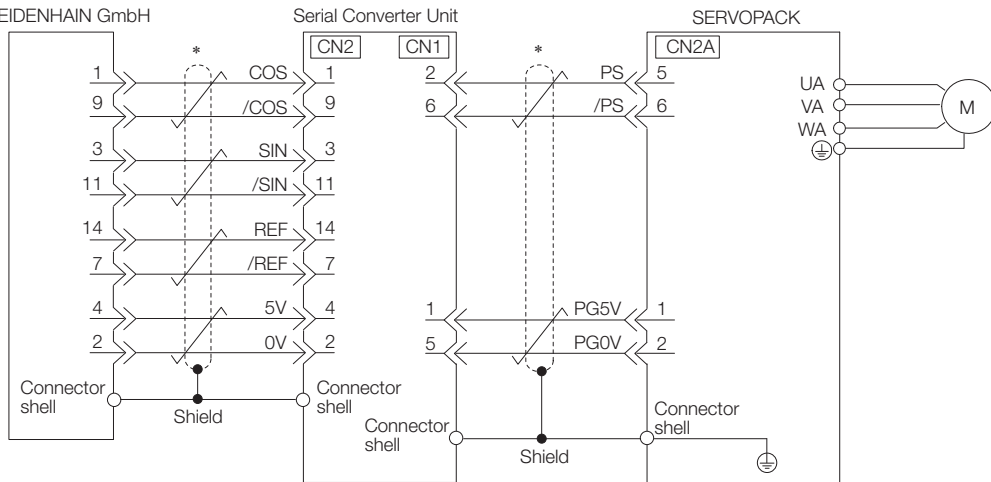 EIDENHAIN GmbH
Serial Converter Unit
SERVOPACK
CN2
CN1
CN2A
*
*
1 COS 1
9 /COS 9
3 SIN 3
11 /SIN 11
14 REF 14
7 /REF 7
4 5V 4
2 0V 2
Connector
shell
Shield
Connector
shell
2 PS 5
6 /PS 6
1 PG5V 1
5 PG0V 2
Connector
shell
Shield
Connector
shell
UA
VA
WA
M